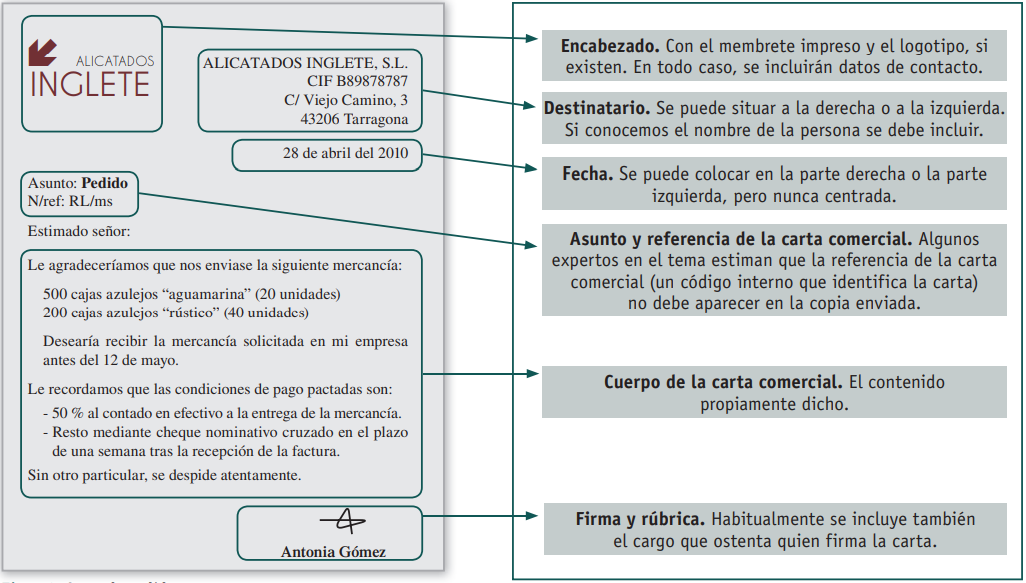 ALICATADOS
INGLETE
ALICATADOS INGLETE, S.L.
CIF B89878787
C/ Viejo Camino, 3
43206 Tarragona
28 de abril del 2010
Asunto: Pedido
N/ref: RL/ms
Estimado señor:
Le agradeceríamos que nos enviase la siguiente mercancía:
500 cajas azulejos “aguamarina” (20 unidades)
200 cajas azulejos “rústico” (40 unidades)
Desearía recibir la mercancía solicitada en mi empresa
antes del 12 de mayo.
Le recordamos que las condiciones de pago pactadas son:
- 50 % al contado en efectivo a la entrega de la mercancía.
- Resto mediante cheque nominativo cruzado en el plazo
de una semana tras la recepción de la factura.
Sin otro particular, se despide atentamente.
Antonia Gómez
Encabezado. Con el membrete impreso y el logotipo, si
existen. En todo caso, se incluirán datos de contacto.
Destinatario. Se puede situar a la derecha o a la izquierda.
Si conocemos el nombre de la persona se debe incluir.
Fecha. Se puede colocar en la parte derecha o la parte
izquierda, pero nunca centrada.
Asunto y referencia de la carta comercial. Algunos
expertos en el tema estiman que la referencia de la carta
comercial (un código interno que identifica la carta)
no debe aparecer en la copia enviada.
Cuerpo de la carta comercial. El contenido
propiamente dicho.
Firma y rúbrica. Habitualmente se incluye también
el cargo que ostenta quien firma la carta.